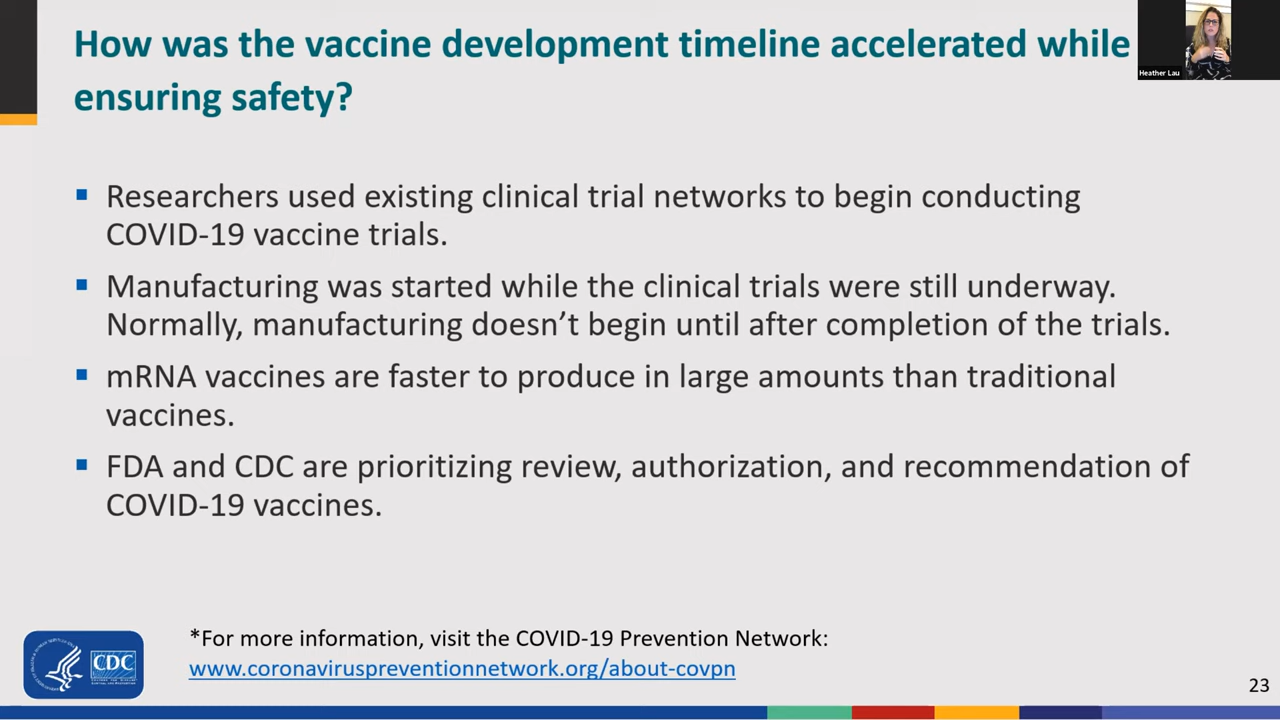 How was the vaccine development timeline accelerated while
ensuring safety?
Heather Lau
▪ Researchers used existing clinical trial networks to begin conducting
COVID-19 vaccine trials.
▪ Manufacturing was started while the clinical trials were still underway.
Normally, manufacturing doesn’t begin until after completion of the trials.
▪ mRNA vaccines are faster to produce in large amounts than traditional
vaccines.
▪ FDA and CDC are prioritizing review, authorization, and recommendation of
COVID-19 vaccines.
*For more information, visit the COVID-19 Prevention Network:
www.coronaviruspreventionnetwork.org/about-covpn
CDC
23